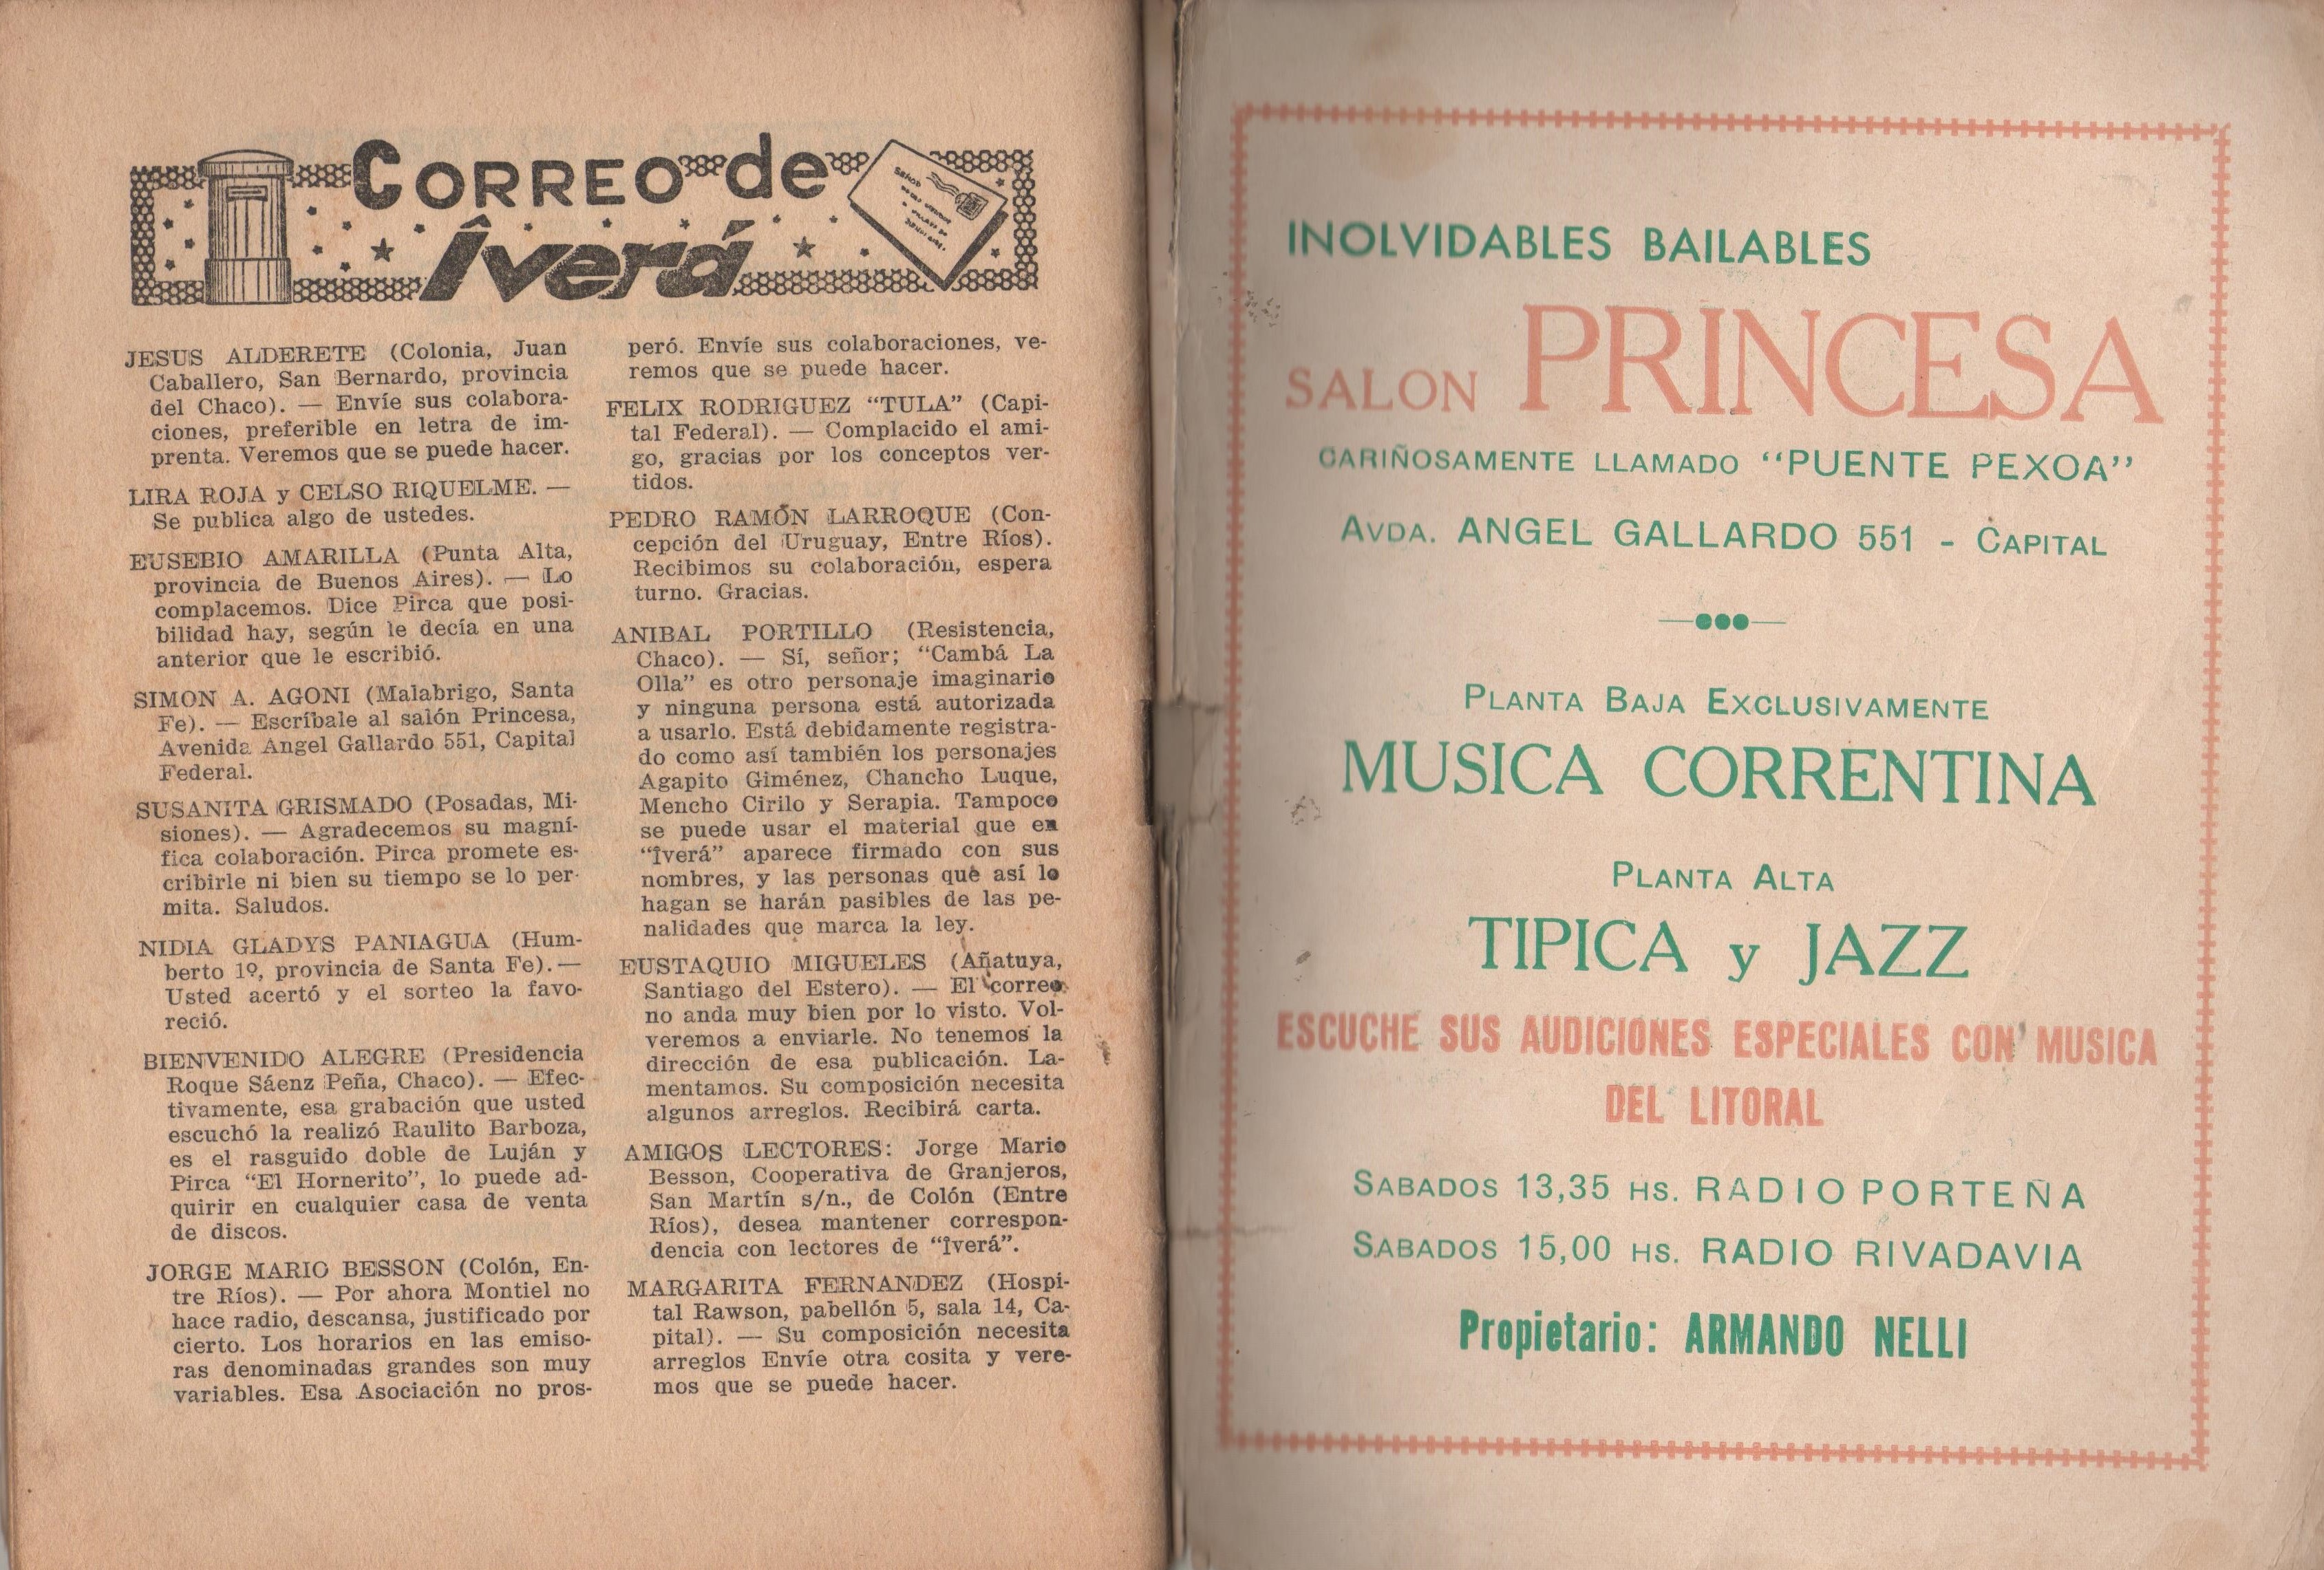 CORREO de
Îverá
JESUS ALDERETE (Colonia, Juan
Caballero, San Bernardo, provincia
del Chaco). — Envíe sus colabora-
ciones, preferible en letra de im-
prenta. Veremos que se puede hacer.
LIRA ROJA y CELSO RIQUELME. —
Se publica algo de ustedes.
EUSEBIO AMARILLA (Punta Alta,
provincia de Buenos Aires). — Lo
complacemos. Dice Pirca que posi-
bilidad hay, según le decía en una
anterior que le escribió.
SIMON A. AGONI (Malabrigo, Santa
Fe). — Escríbale al salón Princesa,
Avenida Angel Gallardo 551, Capital
Federal.
SUSANITA GRISMADO (Posadas, Mi-
siones). — Agradecemos su magní-
fica colaboración. Pirca promete es-
cribirle ni bien su tiempo se lo per-
mita. Saludos.
NIDIA GLADYS PANIAGUA (Hum-
berto 1º, provincia de Santa Fe). —
Usted acertó y el sorteo la favo-
reció.
BIENVENIDO ALEGRE (Presidencia
Roque Sáenz Peña, Chaco). — Efec-
tivamente, esa grabación que usted
escuchó la realizó Raulito Barboza,
es el rasguido doble de Luján y
Pirca “El Hornerito”, lo puede ad-
quirir en cualquier casa de venta
de discos.
JORGE MARIO BESSON (Colón, En-
tre Ríos). — Por ahora Montiel no
hace radio, descansa, justificado por
cierto. Los horarios en las emiso-
ras denominadas grandes son muy
variables. Esa Asociación no pros-
peró. Envíe sus colaboraciones, ve-
remos que se puede hacer.
FELIX RODRIGUEZ “TULA” (Capi-
tal Federal). — Complacido el ami-
go, gracias por los conceptos ver-
tidos.
PEDRO RAMÓN LARROQUE (Con-
cepción del Uruguay, Entre Ríos).
Recibimos su colaboración, espera
turno. Gracias.
ANIBAL PORTILLO (Resistencia,
Chaco). — Sí, señor; “Cambá La
Olla” es otro personaje imaginario
y ninguna persona está autorizada
a usarlo. Está debidamente registra-
do como así también los personajes
Agapito Giménez, Chancho Luque,
Mencho Cirilo y Serapia. Tampoco
se puede usar el material que en
“Îverá” aparece firmado con sus
nombres, y las personas que así lo
hagan se harán pasibles de las pe-
nalidades que marca la ley.
EUSTAQUIO MIGUELES (Añatuya,
Santiago del Estero). — El correo
no anda muy bien por lo visto. Vol-
veremos a enviarle. No tenemos la
dirección de esa publicación. La-
mentamos. Su composición necesita
algunos arreglos. Recibirá carta.
AMIGOS LECTORES: Jorge Mario
Besson, Cooperativa de Granjeros,
San Martín s/n., de Colón (Entre
Ríos), desea mantener correspon-
dencia con lectores de “Îverá”.
MARGARITA FERNANDEZ (Hospi-
tal Rawson, pabellón 5, sala 14, Ca-
pital). — Su composición necesita
arreglos Envíe otra cosita y vere-
mos que se puede hacer.
INOLVIDABLES BAILABLES
SALON PRINCESA
CARIÑOSAMENTE LLAMADO “PUENTE PEXOA”
AVDA. ANGEL GALLARDO 551 - CAPITAL
PLANTA BAJA EXCLUSIVAMENTE
MUSICA CORRENTINA
PLANTA ALTA
TIPICA y JAZZ
ESCUCHE SUS AUDICIONES ESPECIALES CON MUSICA
DEL LITORAL
SABADOS 13,35 HS. RADIO PORTEÑA
SABADOS 15,00 HS. RADIO RIVADAVIA
Propietario: ARMANDO NELLI